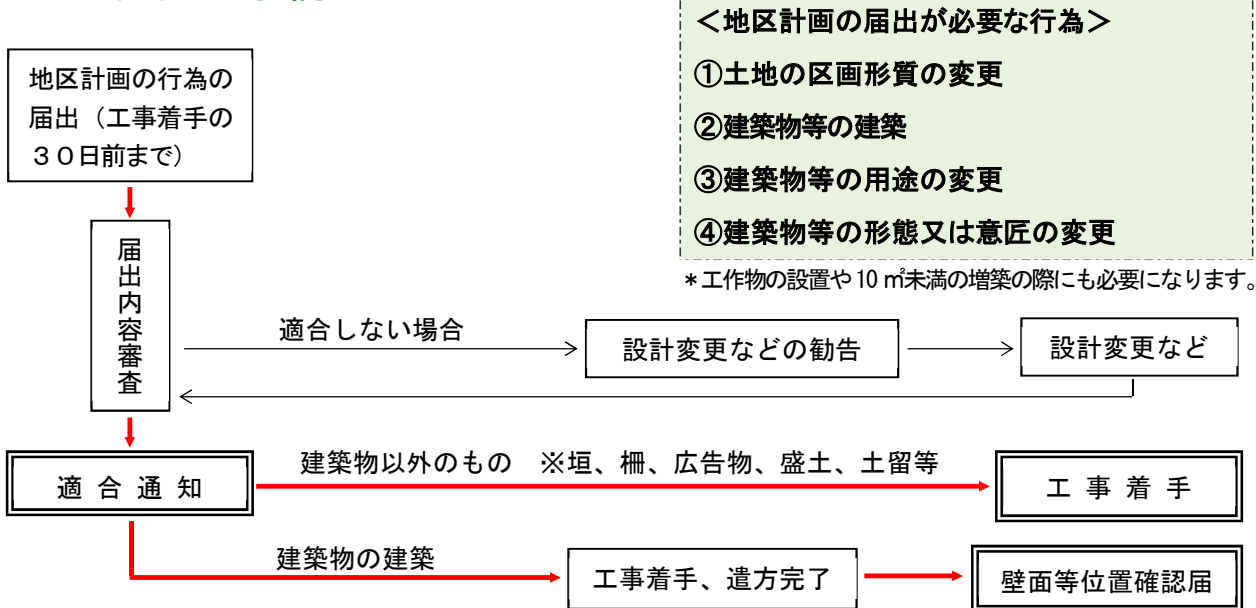 ＜地区計画の届出が必要な行為＞
①土地の区画形質の変更
②建築物等の建築
③建築物等の用途の変更
④建築物等の形態又は意匠の変更
＊工作物の設置や10㎡未満の増築の際にも必要になります。
地区計画の行為の
届出（工事着手の
３０日前まで）
届出内容審査
適合しない場合
設計変更などの勧告
設計変更など
適合通知
建築物以外のもの　※垣、柵、広告物、盛土、土留等
工事着手
建築物の建築
工事着手、遣方完了
壁面等位置確認届